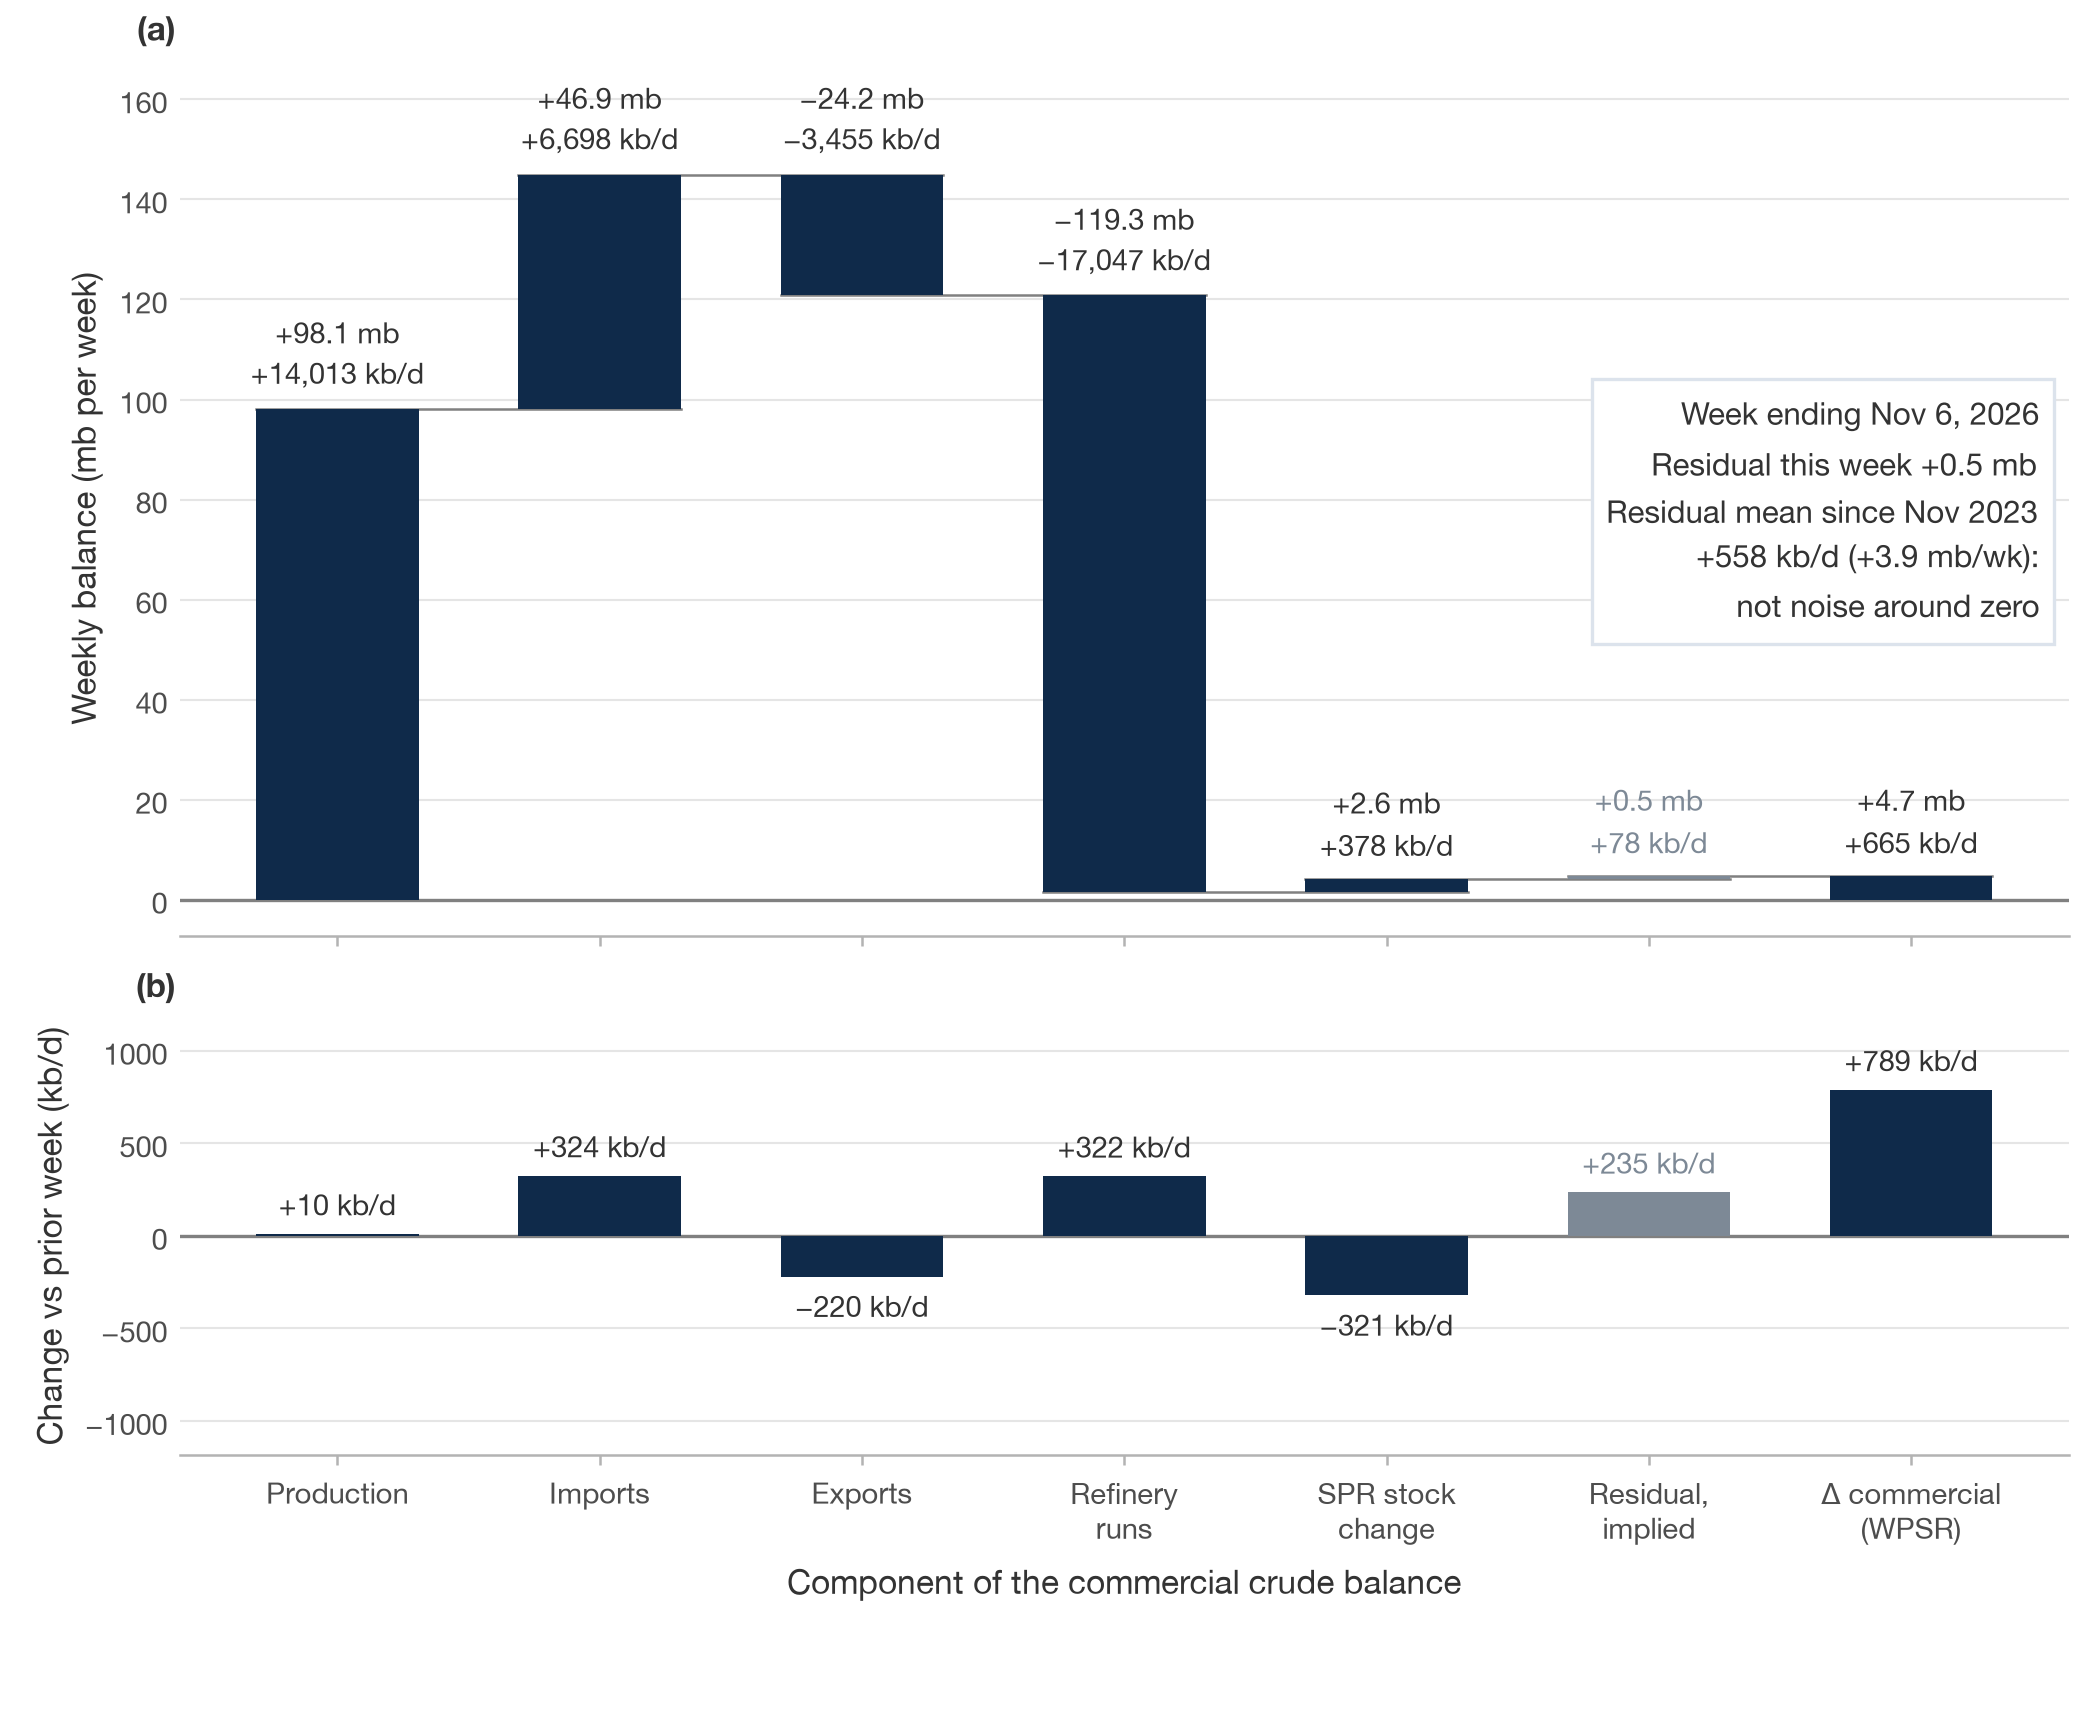 (a)
Weekly balance (mb per week)
160
140
120
100
80
60
40
20
0
+98.1 mb
+14,013 kb/d
+46.9 mb
+6,698 kb/d
−24.2 mb
−3,455 kb/d
−119.3 mb
−17,047 kb/d
+2.6 mb
+378 kb/d
+0.5 mb
+78 kb/d
+4.7 mb
+665 kb/d
Week ending Nov 6, 2026
Residual this week +0.5 mb
Residual mean since Nov 2023
+558 kb/d (+3.9 mb/wk):
not noise around zero
(b)
Change vs prior week (kb/d)
1000
500
0
−500
−1000
+10 kb/d
+324 kb/d
−220 kb/d
+322 kb/d
−321 kb/d
+235 kb/d
+789 kb/d
Production
Imports
Exports
Refinery
runs
SPR stock
change
Residual,
implied
Δ commercial
(WPSR)
Component of the commercial crude balance